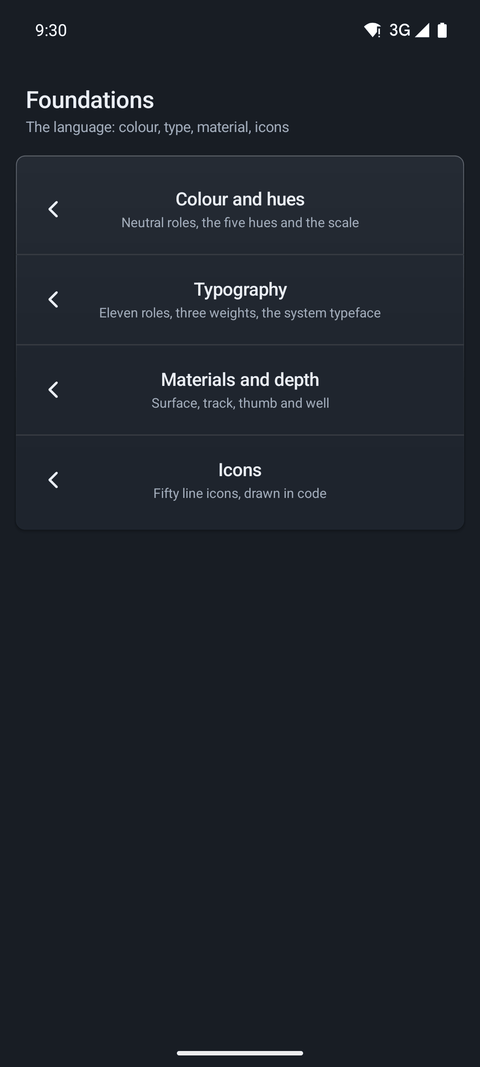 9:30
3G
Foundations
The language: colour, type, material, icons
Colour and hues
Neutral roles, the five hues and the scale
Typography
Eleven roles, three weights, the system typeface
Materials and depth
Surface, track, thumb and well
Icons
Fifty line icons, drawn in code